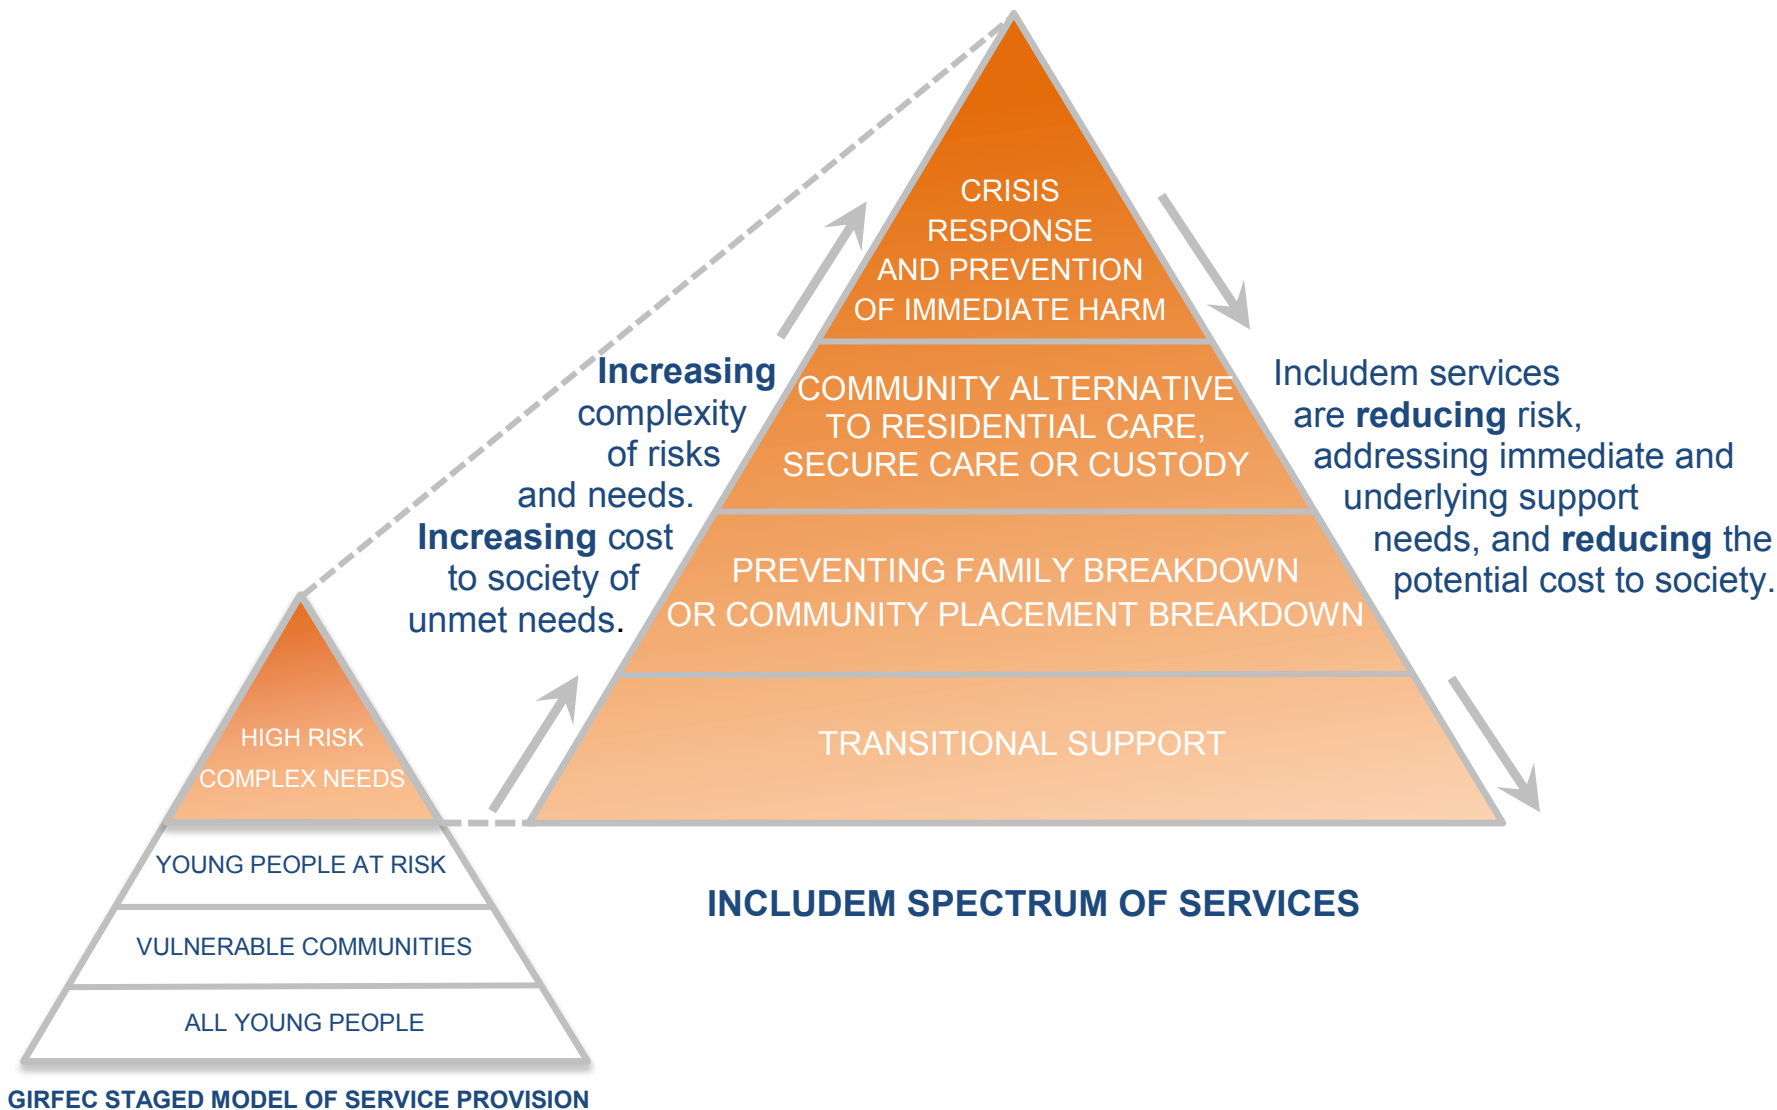 CRISIS
RESPONSE
AND PREVENTION
OF IMMEDIATE HARM
COMMUNITY ALTERNATIVE
TO RESIDENTIAL CARE,
SECURE CARE OR CUSTODY
PREVENTING FAMILY BREAKDOWN
OR COMMUNITY PLACEMENT BREAKDOWN
TRANSITIONAL SUPPORT
Increasing
complexity
of risks
and needs.
Increasing cost
to society of
unmet needs.
Includem services
are reducing risk,
addressing immediate and
underlying support
needs, and reducing the
potential cost to society.
INCLUDEM SPECTRUM OF SERVICES
HIGH RISK
COMPLEX NEEDS
YOUNG PEOPLE AT RISK
VULNERABLE COMMUNITIES
ALL YOUNG PEOPLE
GIRFEC STAGED MODEL OF SERVICE PROVISION